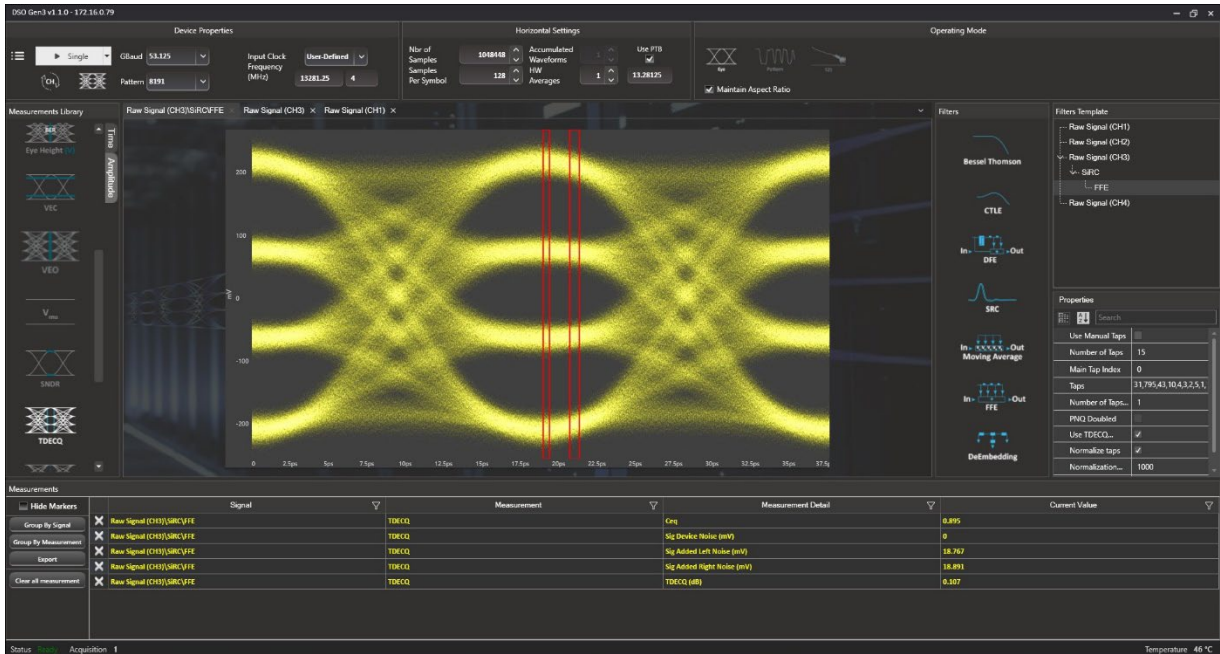 DSO Gen3 v1.1.0 - 172.16.0.79
Device Properties
Horizontal Settings
Operating Mode
Single
GBaud 53.125
Input Clock Frequency (MHz)
User-Defined
13281.25 4
Pattern 8191
CH1
Nbr of Samples 1048448
Accumulated Waveforms 1
Use PTB
Samples Per Symbol 128
HW Averages 1
13.28125
Eye
Pattern
Maintain Aspect Ratio
Measurements Library
Raw Signal (CH3)\SiRC\FFE × Raw Signal (CH3) × Raw Signal (CH1) ×
Filters
Filters Template
Time
Amplitude
Eye Height (V)
VEC
VEO
Vrms
SNDR
TDECQ
200
100
0
-100
-200
mV
0 2.5ps 5ps 7.5ps 10ps 12.5ps 15ps 17.5ps 20ps 22.5ps 25ps 27.5ps 30ps 32.5ps 35ps 37.5
Bessel Thomson
CTLE
In Out
DFE
SRC
In Out
Moving Average
In Out
FFE
DeEmbedding
Raw Signal (CH1)
Raw Signal (CH2)
Raw Signal (CH3)
SiRC
FFE
Raw Signal (CH4)
Properties
Search
Use Manual Taps
Number of Taps 15
Main Tap Index 0
Taps 31,795,43,10,4,3,2,5,1,
Number of Taps... 1
PNQ Doubled
Use TDECQ...
Normalize taps
Normalization... 1000
Measurements
Hide Markers Signal Measurement Measurement Detail Current Value
Group By Signal
Group By Measurement
Export
Clear all measurement
Raw Signal (CH3)\SiRC\FFE TDECQ Ceq 0.895
Raw Signal (CH3)\SiRC\FFE TDECQ Sig Device Noise (mV) 0
Raw Signal (CH3)\SiRC\FFE TDECQ Sig Added Left Noise (mV) 18.767
Raw Signal (CH3)\SiRC\FFE TDECQ Sig Added Right Noise (mV) 18.891
Raw Signal (CH3)\SiRC\FFE TDECQ TDECQ (dB) 0.107
Status Ready Acquisition 1
Temperature 46 °C